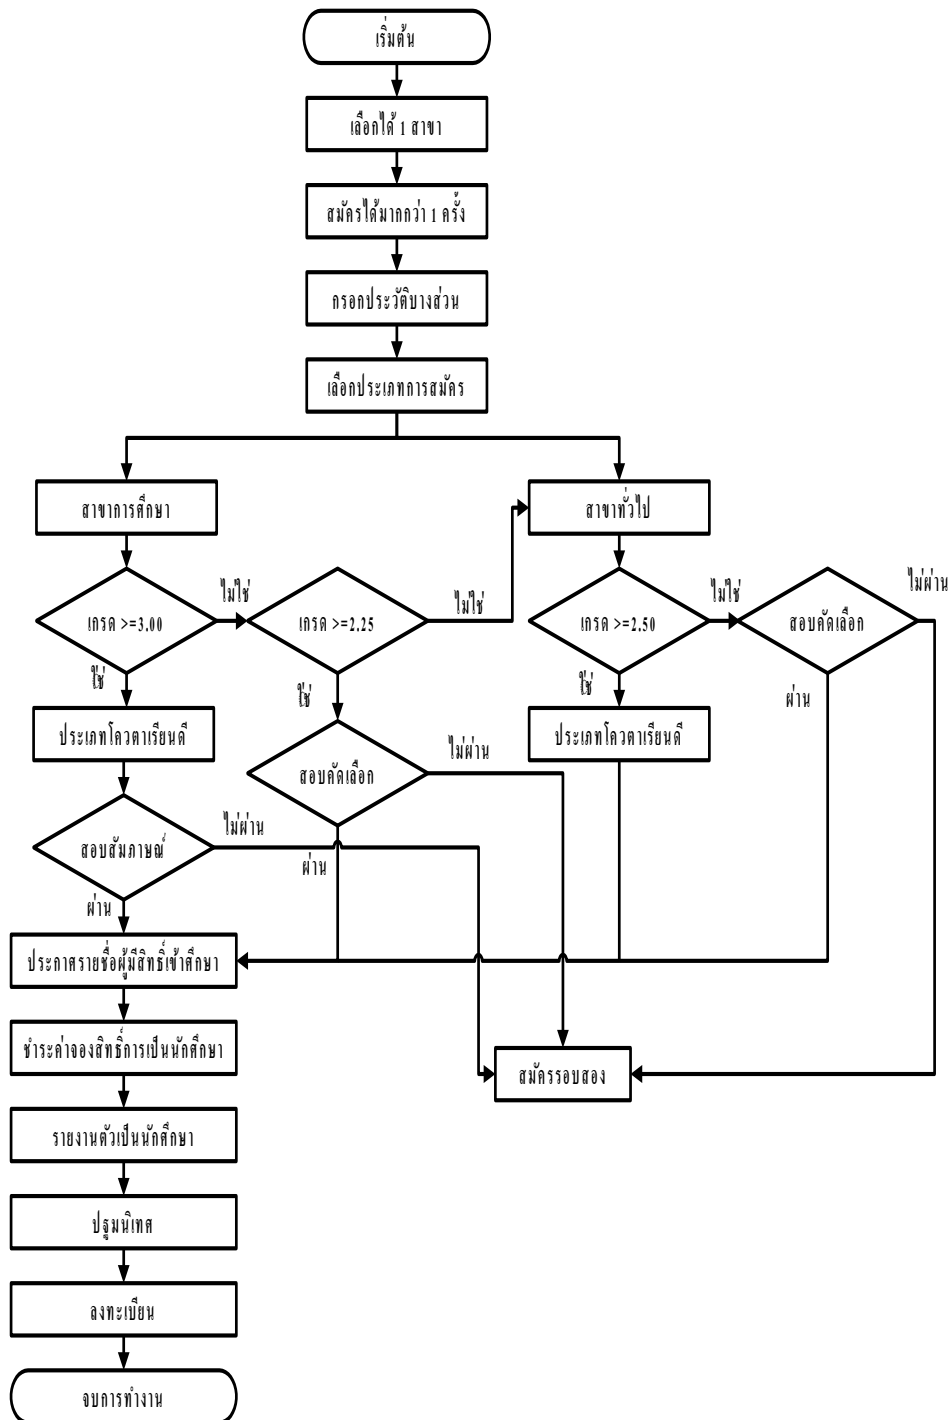 เริ่มต้น
เลือกได้ 1 สาขา
สมัครได้มากกว่า 1 ครั้ง
กรอกประวัติบางส่วน
เลือกประเภทการสมัคร
สาขาการศึกษา
สาขาทั่วไป
เกรด >=3.00
ไม่ใช่
เกรด >=2.25
ไม่ใช่
เกรด >=2.50
ไม่ใช่
สอบคัดเลือก
ไม่ผ่าน
ใช่
ใช่
ใช่
ผ่าน
ประเภทโควตาเรียนดี
สอบคัดเลือก
ไม่ผ่าน
ประเภทโควตาเรียนดี
สอบสัมภาษณ์
ไม่ผ่าน
ผ่าน
ผ่าน
ประกาศรายชื่อผู้มีสิทธิ์เข้าศึกษา
ชำระค่าจองสิทธิ์การเป็นนักศึกษา
สมัครรอบสอง
รายงานตัวเป็นนักศึกษา
ปฐมนิเทศ
ลงทะเบียน
จบการทำงาน